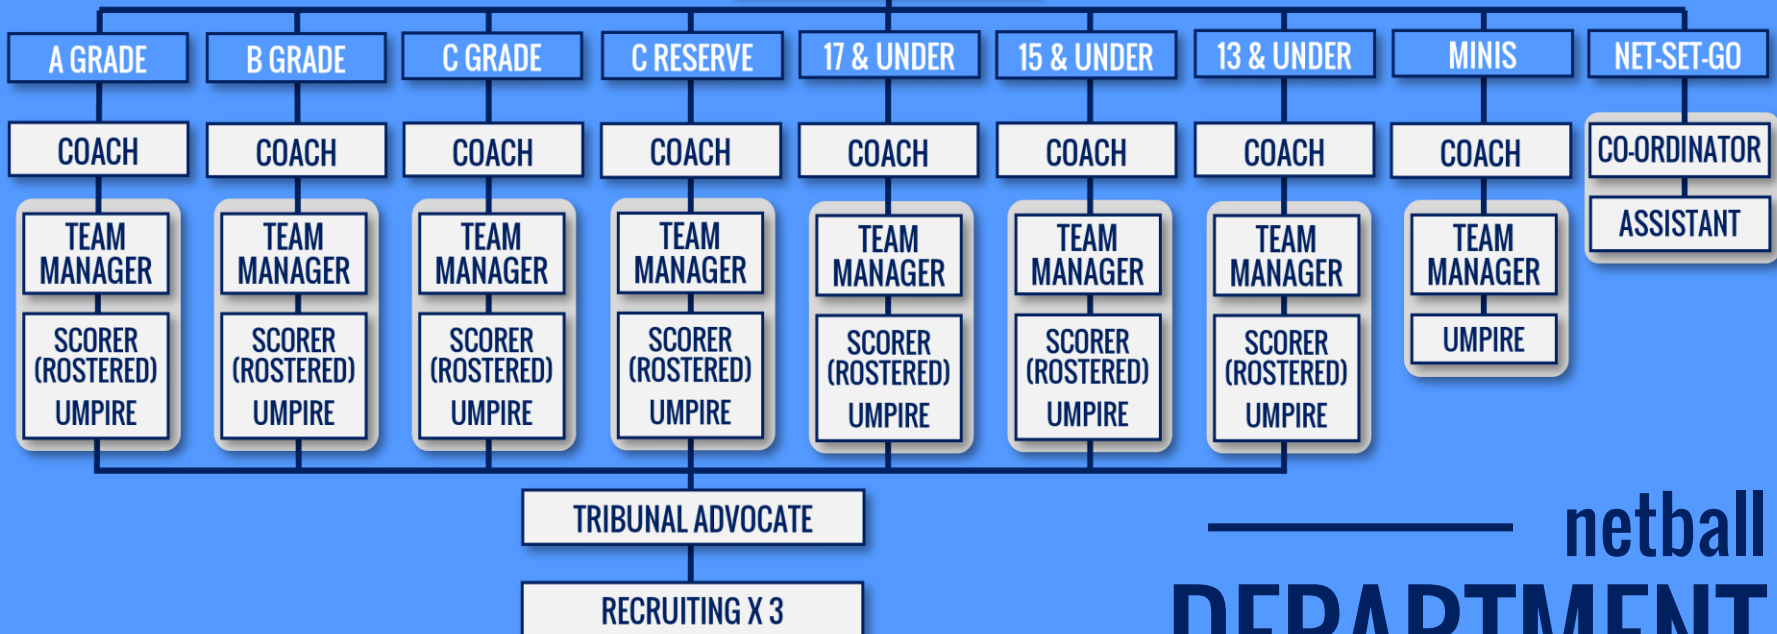 A GRADE
B GRADE
C GRADE
C RESERVE
17 & UNDER
15 & UNDER
13 & UNDER
MINIS
NET-SET-GO
COACH
COACH
COACH
COACH
COACH
COACH
COACH
COACH
CO-ORDINATOR
ASSISTANT
TEAM
MANAGER
TEAM
MANAGER
TEAM
MANAGER
TEAM
MANAGER
TEAM
MANAGER
TEAM
MANAGER
TEAM
MANAGER
TEAM
MANAGER
SCORER
(ROSTERED)
UMPIRE
SCORER
(ROSTERED)
UMPIRE
SCORER
(ROSTERED)
UMPIRE
SCORER
(ROSTERED)
UMPIRE
SCORER
(ROSTERED)
UMPIRE
SCORER
(ROSTERED)
UMPIRE
SCORER
(ROSTERED)
UMPIRE
UMPIRE
TRIBUNAL ADVOCATE
RECRUITING X 3
netball
DEPARTMENT